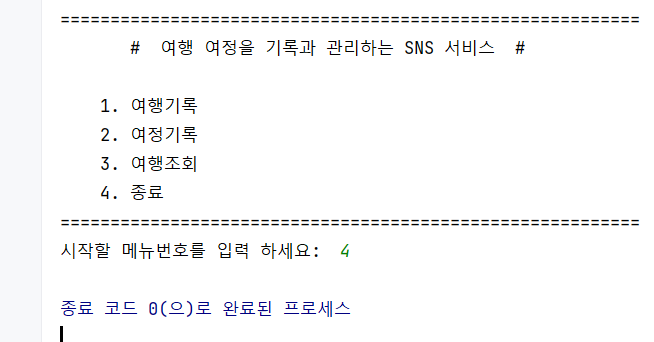 ==========================================================
#  여행 여정을 기록과 관리하는 SNS 서비스  #
1. 여행기록
2. 여정기록
3. 여행조회
4. 종료
==========================================================
시작할 메뉴번호를 입력 하세요:  4
종료 코드 0(으)로 완료된 프로세스